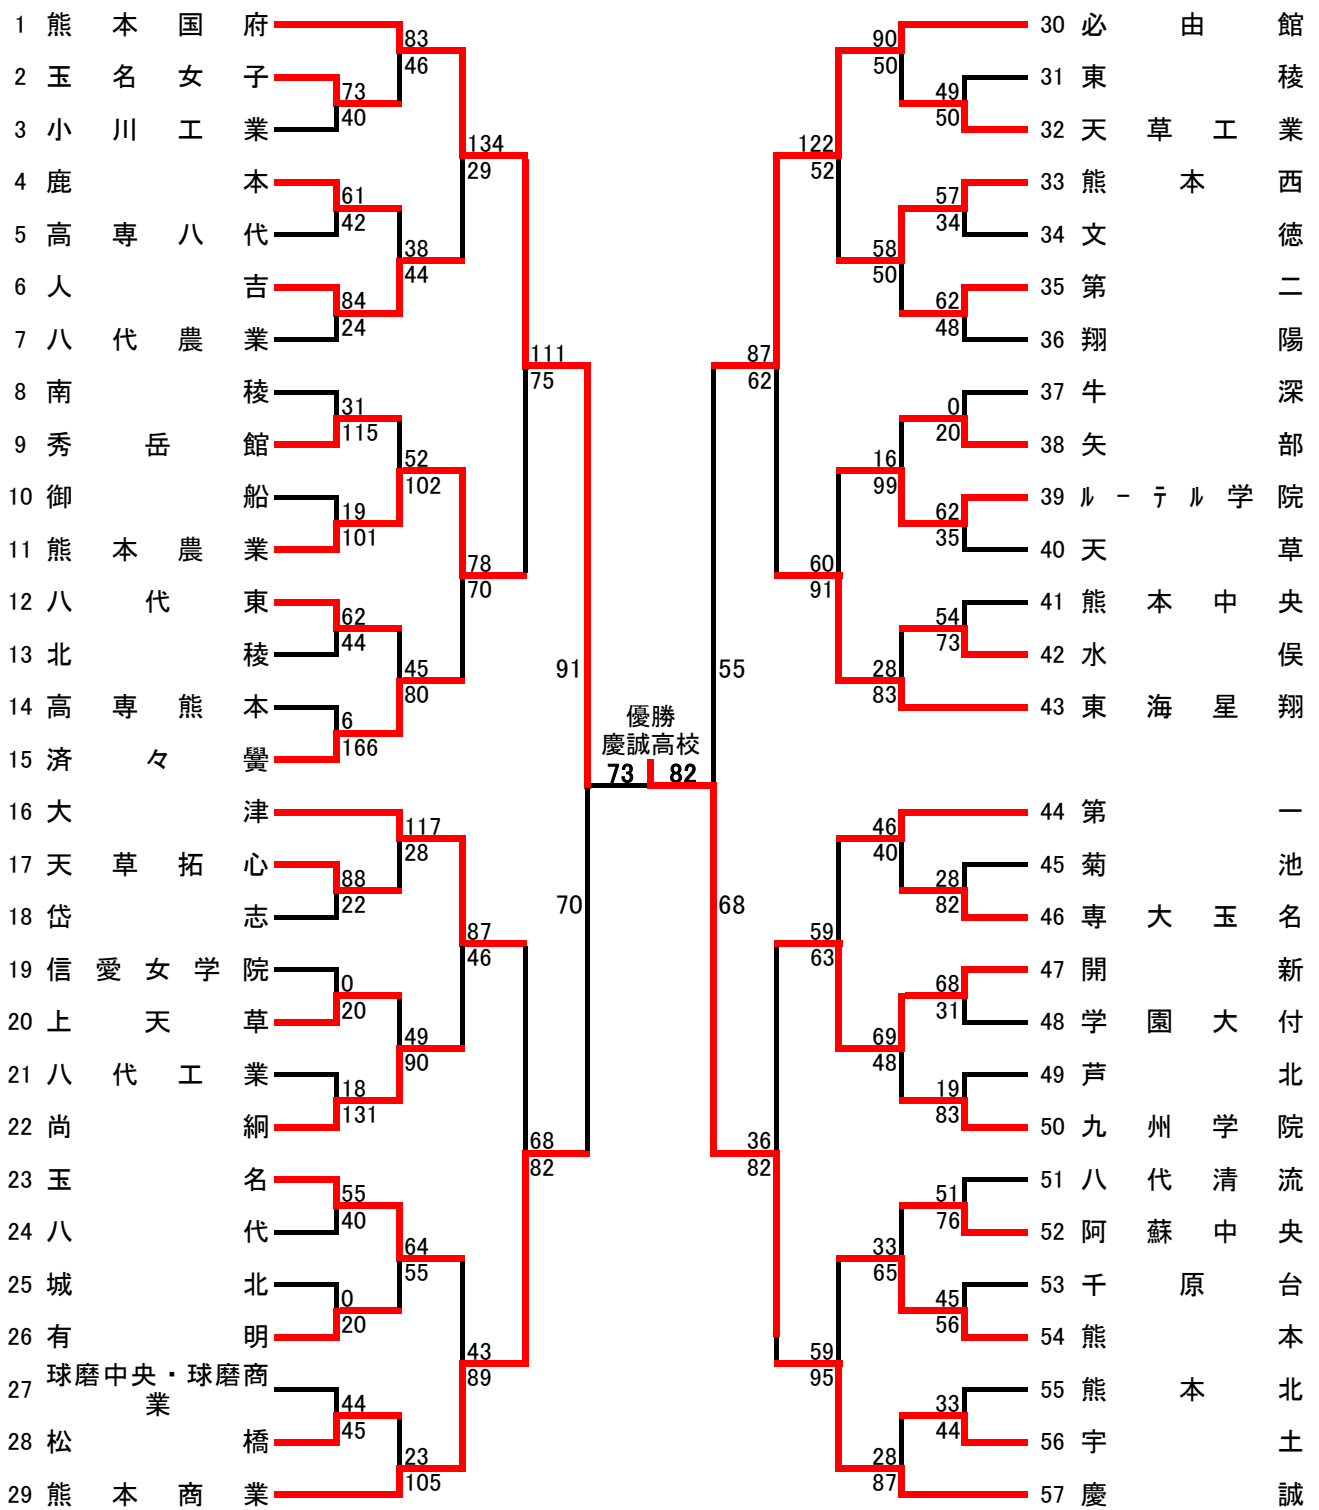 1 熊本国府
2 玉名女子
3 小川工業
4 鹿本
5 高専八代
6 人吉
7 八代農業
8 南稜
9 秀岳館
10 御船
11 熊本農業
12 八代東
13 北稜
14 高専熊本
15 済々黌
16 大津
17 天草拓心
18 岱志
19 信愛女学院
20 上天草
21 八代工業
22 尚絅
23 玉名
24 八代
25 城北
26 有明
27 球磨中央・球磨商
業
28 松橋
29 熊本商業
83
46
73
40
134
29
61
42
38
44
84
24
111
75
31
115
52
102
19
101
78
70
62
44
45
80
6
166
91
117
28
88
22
87
46
0
20
49
90
18
131
70
68
82
55
40
64
55
0
20
43
89
44
45
23
105
優勝
慶誠高校
73 82
55
68
90
50
49
50
122
52
57
34
58
50
62
48
87
62
0
20
16
99
62
35
60
91
54
73
28
83
46
40
28
82
59
63
68
31
69
48
19
83
36
82
51
76
33
65
45
56
59
95
33
44
28
87
30 必由館
31 東稜
32 天草工業
33 熊本西
34 文徳
35 第二
36 翔陽
37 牛深
38 矢部
39 ﾙｰﾃﾙ学院
40 天草
41 熊本中央
42 水俣
43 東海星翔
44 第一
45 菊池
46 専大玉名
47 開新
48 学園大付
49 芦北
50 九州学院
51 八代清流
52 阿蘇中央
53 千原台
54 熊本
55 熊本北
56 宇土
57 慶誠